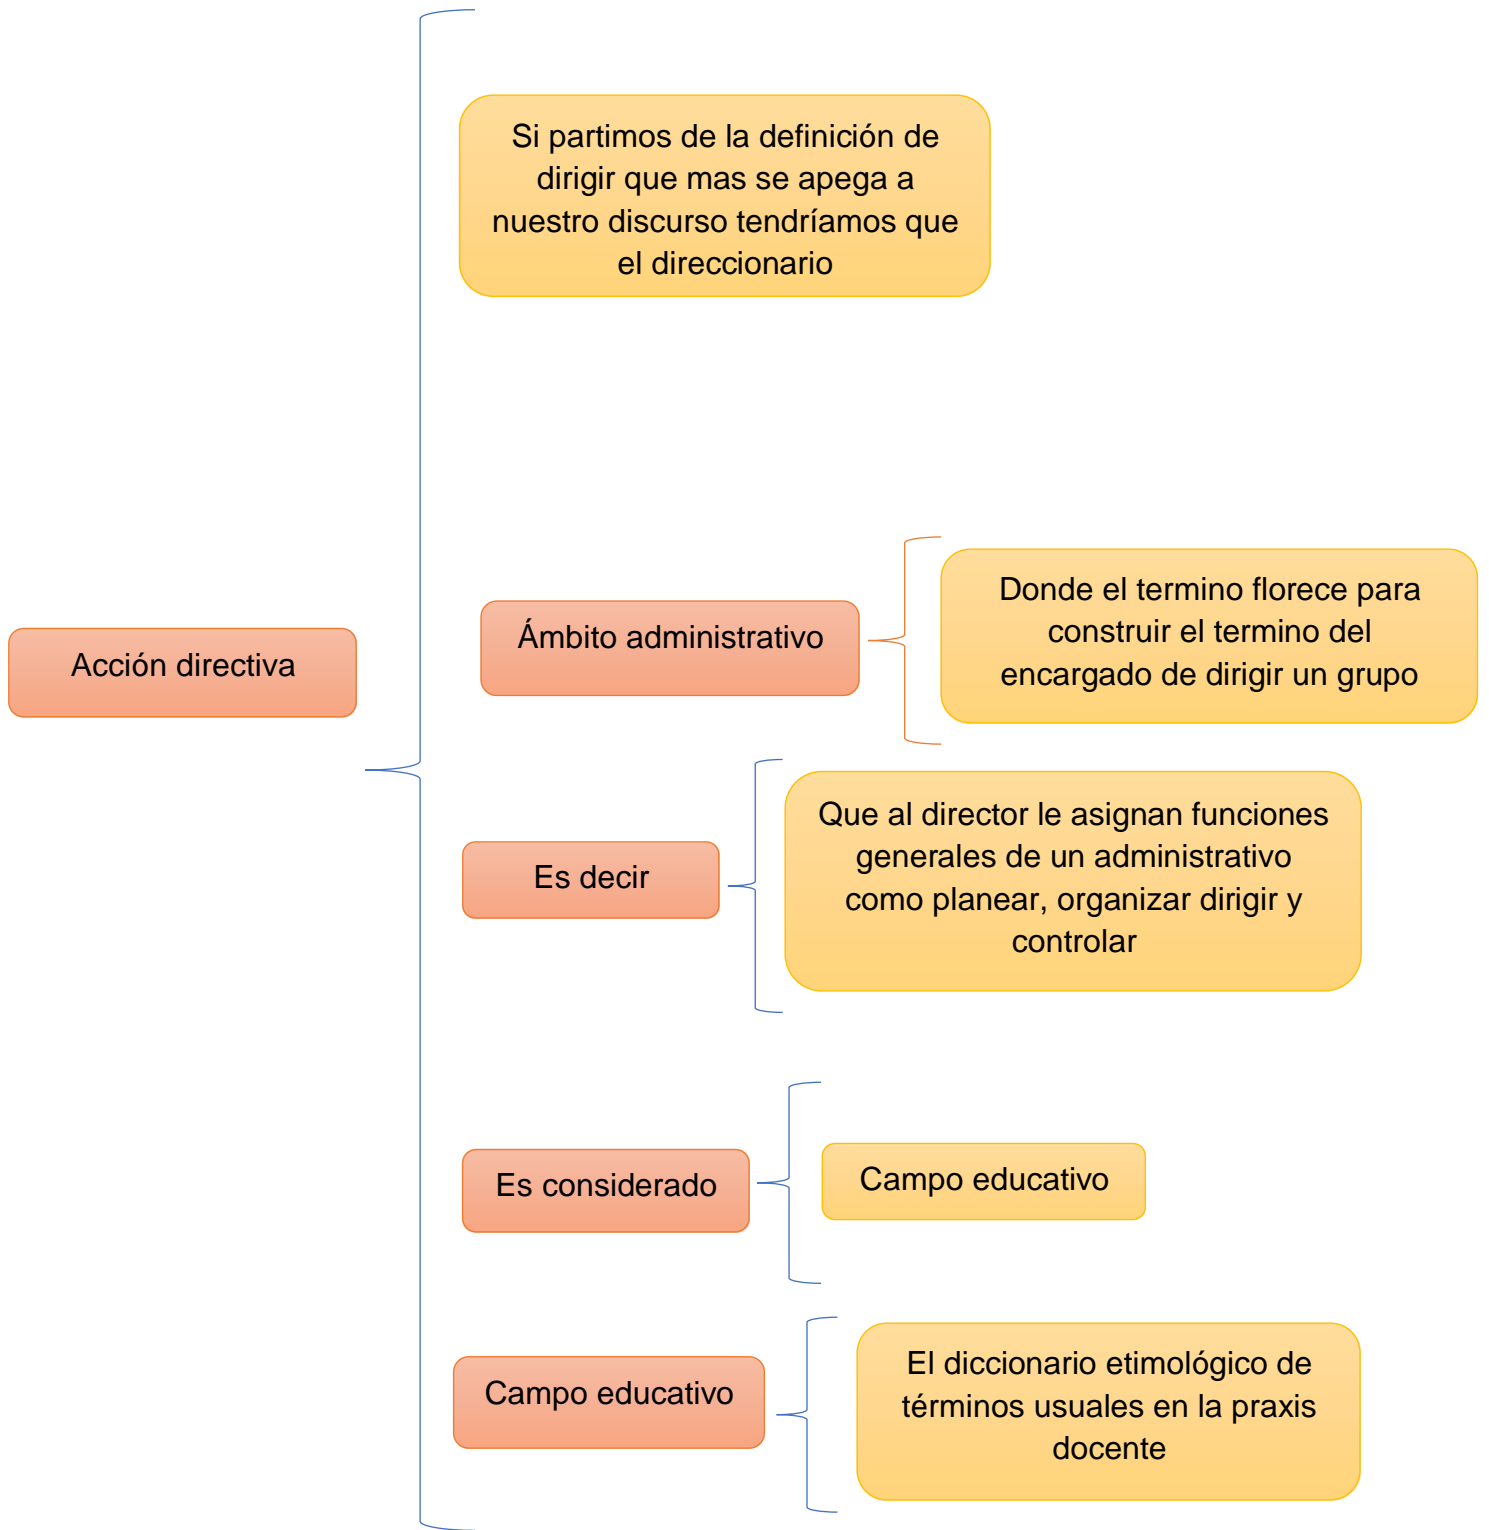 Si partimos de la definición de
dirigir que mas se apega a
nuestro discurso tendríamos que
el direccionario
Acción directiva
Ámbito administrativo
Donde el termino florece para
construir el termino del
encargado de dirigir un grupo
Es decir
Que al director le asignan funciones
generales de un administrativo
como planear, organizar dirigir y
controlar
Es considerado
Campo educativo
Campo educativo
El diccionario etimológico de
términos usuales en la praxis
docente